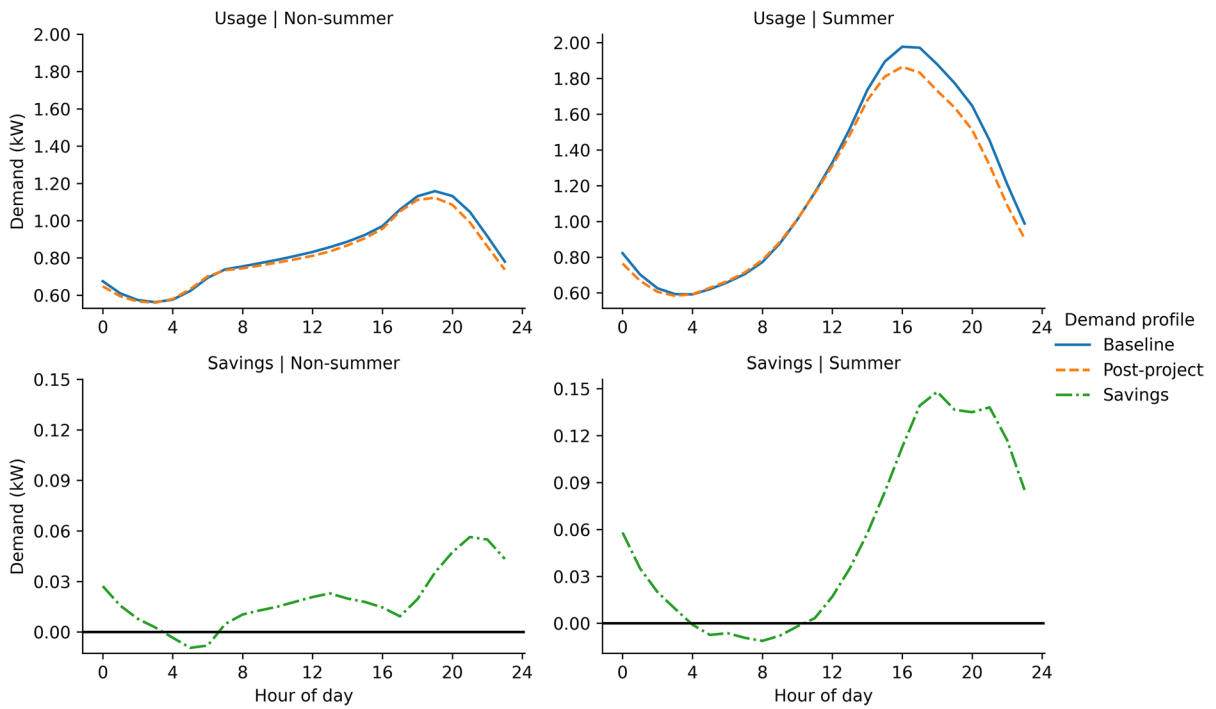 Usage | Non-summer
2.00
1.80
1.60
1.40
1.20
1.00
0.80
0.60
Demand (kW)
0 4 8 12 16 20 24
Usage | Summer
2.00
1.80
1.60
1.40
1.20
1.00
0.80
0.60
0 4 8 12 16 20 24
Demand profile
Baseline
Post-project
Savings
Savings | Non-summer
0.15
0.12
0.09
0.06
0.03
0.00
Demand (kW)
0 4 8 12 16 20 24
Hour of day
Savings | Summer
0.15
0.12
0.09
0.06
0.03
0.00
0 4 8 12 16 20 24
Hour of day